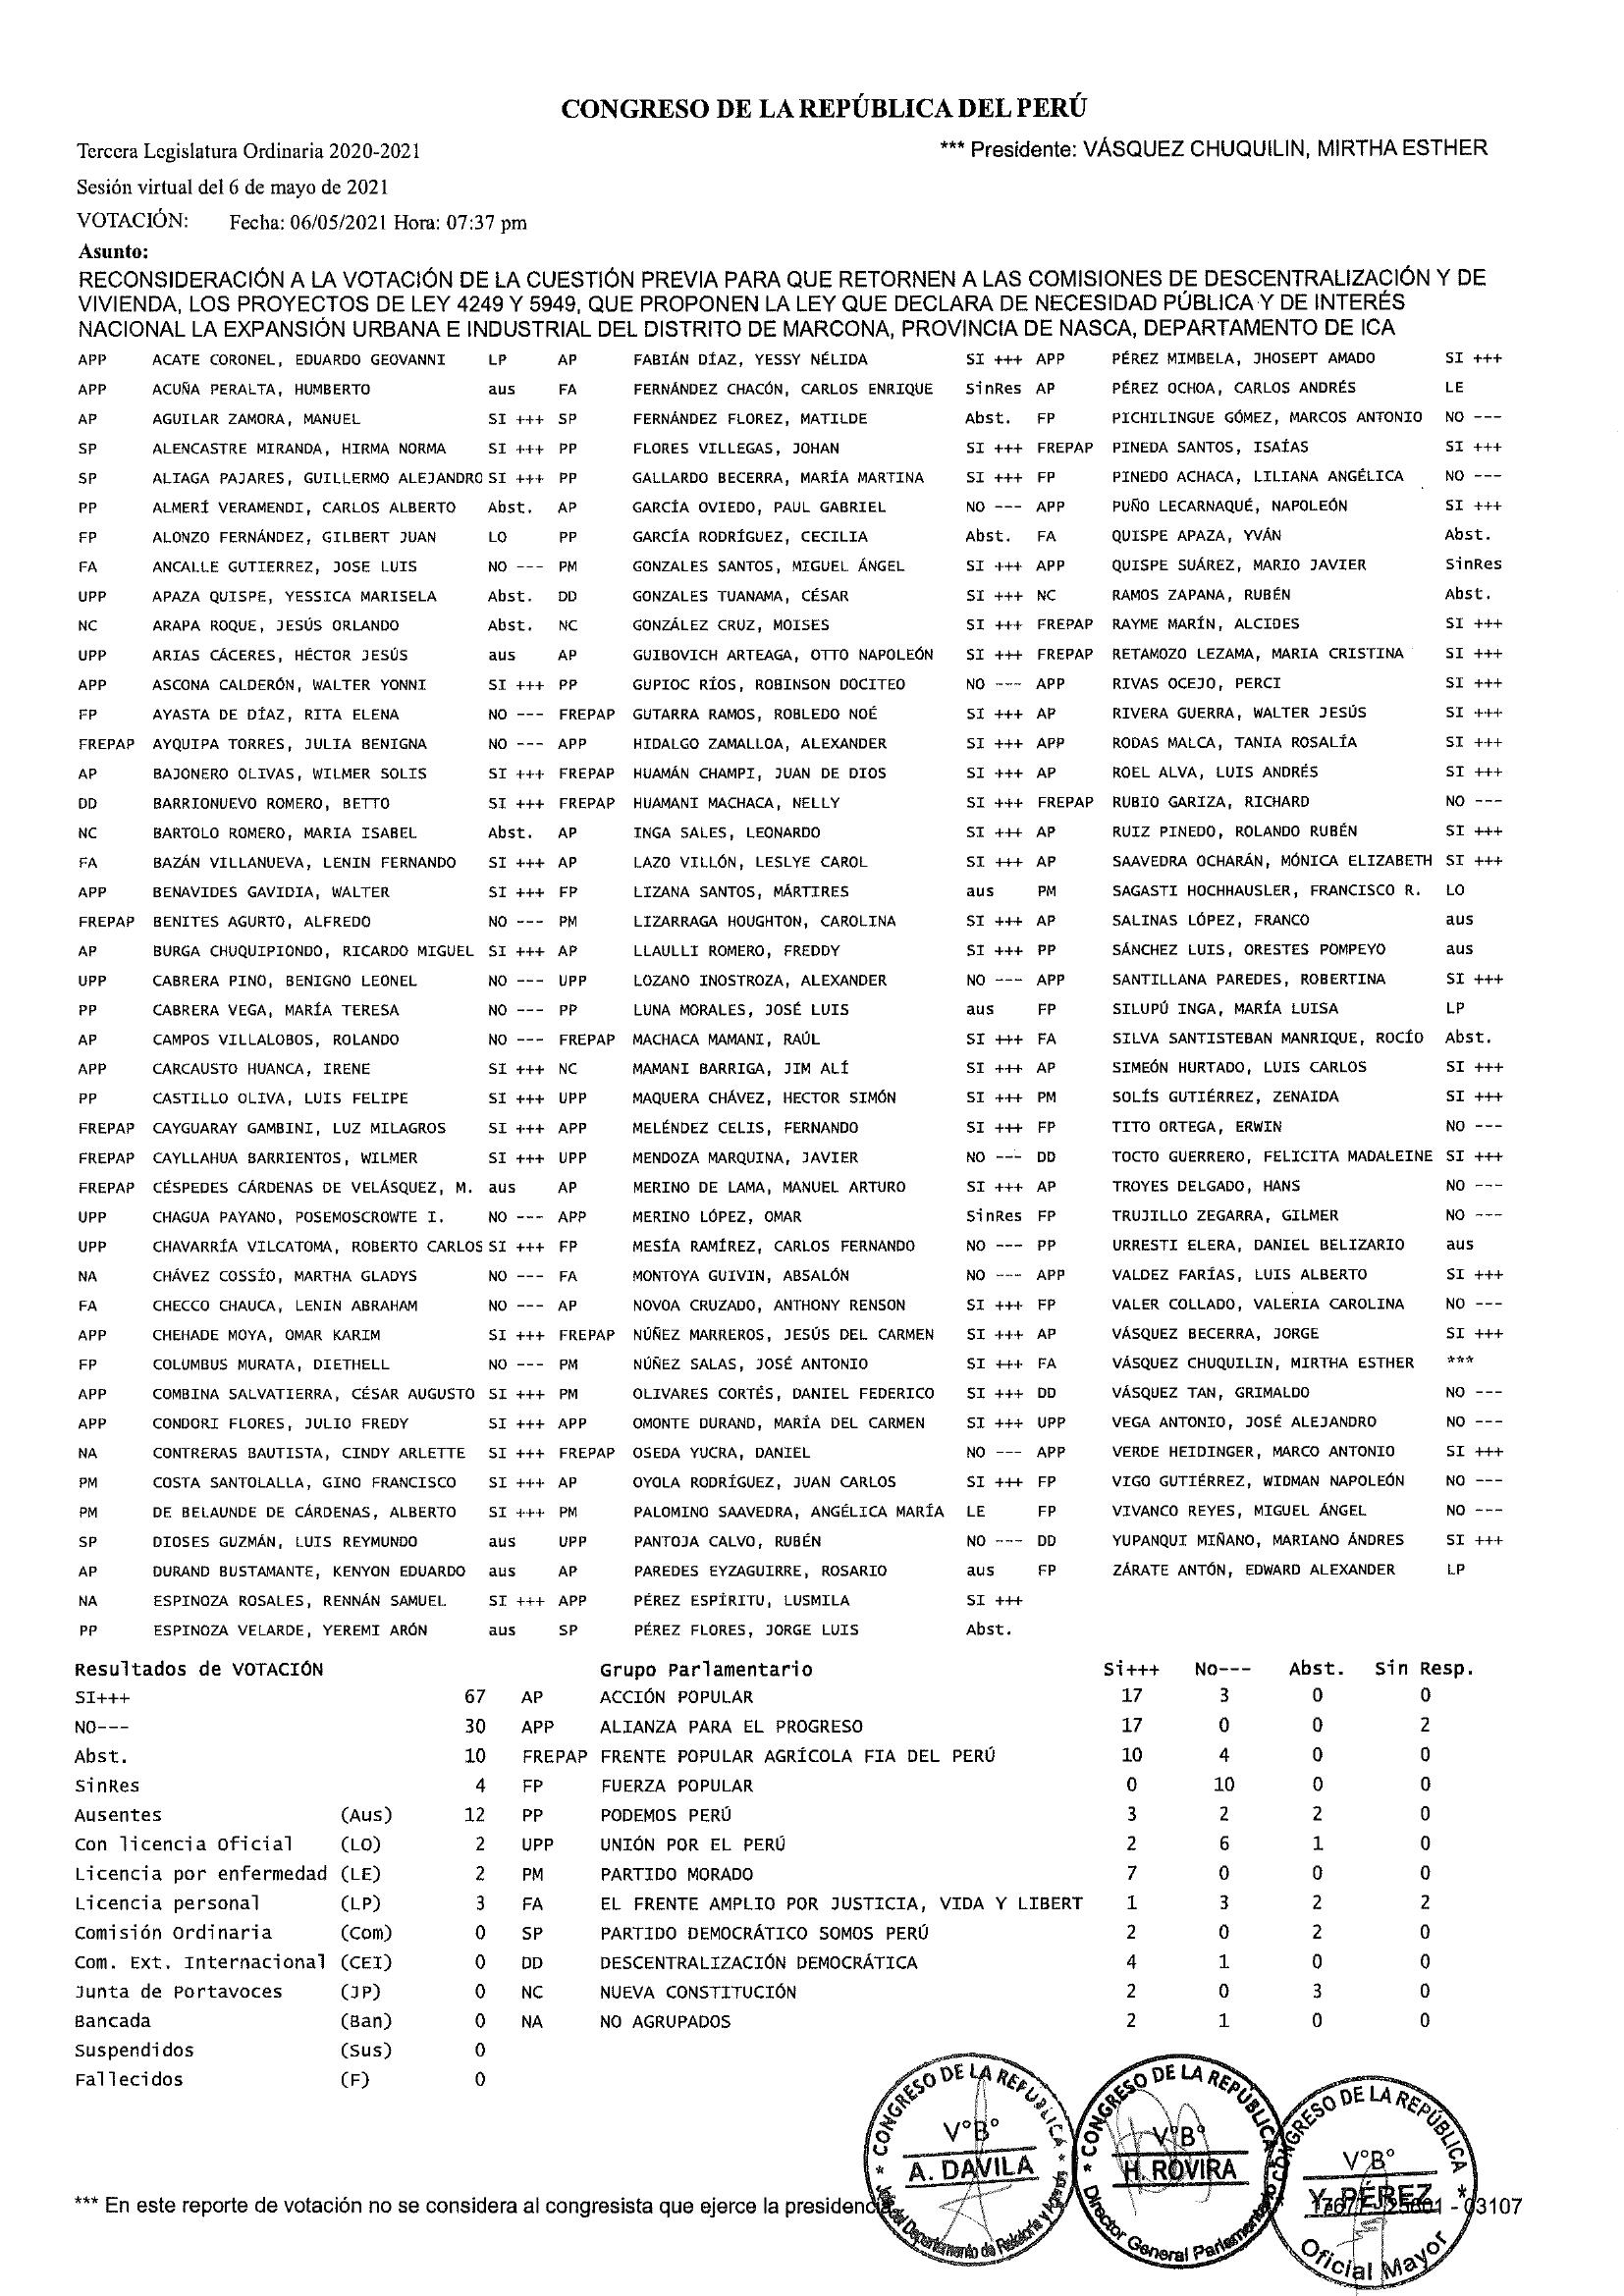 CONGRESO DE LA REPÚBLICA DEL PERÚ
Tercera Legislatura Ordinaria 2020-2021 *** Presidente: VÁSQUEZ CHUQUILIN, MIRTHA ESTHER
Sesión virtual del 6 de mayo de 2021
VOTACIÓN: Fecha: 06/05/2021 Hora: 07:37 pm
Asunto:
RECONSIDERACIÓN A LA VOTACIÓN DE LA CUESTIÓN PREVIA PARA QUE RETORNEN A LAS COMISIONES DE DESCENTRALIZACIÓN Y DE
VIVIENDA, LOS PROYECTOS DE LEY 4249 Y 5949, QUE PROPONEN LA LEY QUE DECLARA DE NECESIDAD PÚBLICA Y DE INTERÉS
NACIONAL LA EXPANSIÓN URBANA E INDUSTRIAL DEL DISTRITO DE MARCONA, PROVINCIA DE NASCA, DEPARTAMENTO DE ICA
APP ACATE CORONEL, EDUARDO GEOVANNI LP AP FABIÁN DÍAZ, YESSY NÉLIDA SI +++ APP PÉREZ MIMBELA, JHOSEPT AMADO SI +++
APP ACUÑA PERALTA, HUMBERTO aus FA FERNÁNDEZ CHACÓN, CARLOS ENRIQUE SinRes AP PÉREZ OCHOA, CARLOS ANDRÉS LE
AP AGUILAR ZAMORA, MANUEL SI +++ SP FERNÁNDEZ FLOREZ, MATILDE Abst. FP PICHILINGUE GÓMEZ, MARCOS ANTONIO NO ---
SP ALENCASTRE MIRANDA, HIRMA NORMA SI +++ PP FLORES VILLEGAS, JOHAN SI +++ FREPAP PINEDA SANTOS, ISAÍAS SI +++
SP ALIAGA PAJARES, GUILLERMO ALEJANDRO SI +++ PP GALLARDO BECERRA, MARÍA MARTINA SI +++ FP PINEDO ACHACA, LILIANA ANGÉLICA NO ---
PP ALMERÍ VERAMENDI, CARLOS ALBERTO Abst. AP GARCÍA OVIEDO, PAUL GABRIEL NO --- APP PUÑO LECARNAQUÉ, NAPOLEÓN SI +++
FP ALONZO FERNÁNDEZ, GILBERT JUAN LO PP GARCÍA RODRÍGUEZ, CECILIA Abst. FA QUISPE APAZA, YVÁN Abst.
FA ANCALLE GUTIERREZ, JOSE LUIS NO --- PM GONZALES SANTOS, MIGUEL ÁNGEL SI +++ APP QUISPE SUÁREZ, MARIO JAVIER SinRes
UPP APAZA QUISPE, YESSICA MARISELA Abst. DD GONZALES TUANAMA, CÉSAR SI +++ NC RAMOS ZAPANA, RUBÉN Abst.
NC ARAPA ROQUE, JESÚS ORLANDO Abst. NC GONZÁLEZ CRUZ, MOISES SI +++ FREPAP RAYME MARÍN, ALCIDES SI +++
UPP ARIAS CÁCERES, HÉCTOR JESÚS aus AP GUIBOVICH ARTEAGA, OTTO NAPOLEÓN SI +++ FREPAP RETAMOZO LEZAMA, MARIA CRISTINA SI +++
APP ASCONA CALDERÓN, WALTER YONNI SI +++ PP GUPIOC RÍOS, ROBINSON DOCITEO NO --- APP RIVAS OCEJO, PERCI SI +++
FP AYASTA DE DÍAZ, RITA ELENA NO --- FREPAP GUTARRA RAMOS, ROBLEDO NOÉ SI +++ AP RIVERA GUERRA, WALTER JESÚS SI +++
FREPAP AYQUIPA TORRES, JULIA BENIGNA NO --- APP HIDALGO ZAMALLOA, ALEXANDER SI +++ APP RODAS MALCA, TANIA ROSALÍA SI +++
AP BAJONERO OLIVAS, WILMER SOLIS SI +++ FREPAP HUAMÁN CHAMPI, JUAN DE DIOS SI +++ AP ROEL ALVA, LUIS ANDRÉS SI +++
DD BARRIONUEVO ROMERO, BETTO SI +++ FREPAP HUAMANI MACHACA, NELLY SI +++ FREPAP RUBIO GARIZA, RICHARD NO ---
NC BARTOLO ROMERO, MARIA ISABEL Abst. AP INGA SALES, LEONARDO SI +++ AP RUIZ PINEDO, ROLANDO RUBÉN SI +++
FA BAZÁN VILLANUEVA, LENIN FERNANDO SI +++ AP LAZO VILLÓN, LESLYE CAROL SI +++ AP SAAVEDRA OCHARÁN, MÓNICA ELIZABETH SI +++
APP BENAVIDES GAVIDIA, WALTER SI +++ FP LIZANA SANTOS, MÁRTIRES aus PM SAGASTI HOCHHAUSLER, FRANCISCO R. LO
FREPAP BENITES AGURTO, ALFREDO NO --- PM LIZARRAGA HOUGHTON, CAROLINA SI +++ AP SALINAS LÓPEZ, FRANCO aus
AP BURGA CHUQUIPIONDO, RICARDO MIGUEL SI +++ AP LLAULLI ROMERO, FREDDY SI +++ PP SÁNCHEZ LUIS, ORESTES POMPEYO aus
UPP CABRERA PINO, BENIGNO LEONEL NO --- UPP LOZANO INOSTROZA, ALEXANDER NO --- APP SANTILLANA PAREDES, ROBERTINA SI +++
PP CABRERA VEGA, MARÍA TERESA NO --- PP LUNA MORALES, JOSÉ LUIS aus FP SILUPÚ INGA, MARÍA LUISA LP
AP CAMPOS VILLALOBOS, ROLANDO NO --- FREPAP MACHACA MAMANI, RAÚL SI +++ FA SILVA SANTISTEBAN MANRIQUE, ROCÍO Abst.
APP CARCAUSTO HUANCA, IRENE SI +++ NC MAMANI BARRIGA, JIM ALÍ SI +++ AP SIMEÓN HURTADO, LUIS CARLOS SI +++
PP CASTILLO OLIVA, LUIS FELIPE SI +++ UPP MAQUERA CHÁVEZ, HECTOR SIMÓN SI +++ PM SOLÍS GUTIÉRREZ, ZENAIDA SI +++
FREPAP CAYGUARAY GAMBINI, LUZ MILAGROS SI +++ APP MELÉNDEZ CELIS, FERNANDO SI +++ FP TITO ORTEGA, ERWIN NO ---
FREPAP CAYLLAHUA BARRIENTOS, WILMER SI +++ UPP MENDOZA MARQUINA, JAVIER NO --- DD TOCTO GUERRERO, FELICITA MADALEINE SI +++
FREPAP CÉSPEDES CÁRDENAS DE VELÁSQUEZ, M. aus AP MERINO DE LAMA, MANUEL ARTURO SI +++ AP TROYES DELGADO, HANS NO ---
UPP CHAGUA PAYANO, POSEMOSCROWTE I. NO --- APP MERINO LÓPEZ, OMAR SinRes FP TRUJILLO ZEGARRA, GILMER NO ---
UPP CHAVARRÍA VILCATOMA, ROBERTO CARLOS SI +++ FP MESÍA RAMÍREZ, CARLOS FERNANDO NO --- PP URRESTI ELERA, DANIEL BELIZARIO aus
NA CHÁVEZ COSSÍO, MARTHA GLADYS NO --- FA MONTOYA GUIVIN, ABSALÓN NO --- APP VALDEZ FARÍAS, LUIS ALBERTO SI +++
FA CHECCO CHAUCA, LENIN ABRAHAM NO --- AP NOVOA CRUZADO, ANTHONY RENSON SI +++ FP VALER COLLADO, VALERIA CAROLINA NO ---
APP CHEHADE MOYA, OMAR KARIM SI +++ FREPAP NÚÑEZ MARREROS, JESÚS DEL CARMEN SI +++ AP VÁSQUEZ BECERRA, JORGE SI +++
FP COLUMBUS MURATA, DIETHELL NO --- PM NÚÑEZ SALAS, JOSÉ ANTONIO SI +++ FA VÁSQUEZ CHUQUILIN, MIRTHA ESTHER ***
APP COMBINA SALVATIERRA, CÉSAR AUGUSTO SI +++ PM OLIVARES CORTÉS, DANIEL FEDERICO SI +++ DD VÁSQUEZ TAN, GRIMALDO NO ---
APP CONDORI FLORES, JULIO FREDY SI +++ APP OMONTE DURAND, MARÍA DEL CARMEN SI +++ UPP VEGA ANTONIO, JOSÉ ALEJANDRO NO ---
NA CONTRERAS BAUTISTA, CINDY ARLETTE SI +++ FREPAP OSEDA YUCRA, DANIEL NO --- APP VERDE HEIDINGER, MARCO ANTONIO SI +++
PM COSTA SANTOLALLA, GINO FRANCISCO SI +++ AP OYOLA RODRÍGUEZ, JUAN CARLOS SI +++ FP VIGO GUTIÉRREZ, WIDMAN NAPOLEÓN NO ---
PM DE BELAUNDE DE CÁRDENAS, ALBERTO SI +++ PM PALOMINO SAAVEDRA, ANGÉLICA MARÍA LE FP VIVANCO REYES, MIGUEL ÁNGEL NO ---
SP DIOSES GUZMÁN, LUIS REYMUNDO aus UPP PANTOJA CALVO, RUBÉN NO --- DD YUPANQUI MIÑANO, MARIANO ÁNDRES SI +++
AP DURAND BUSTAMANTE, KENYON EDUARDO aus AP PAREDES EYZAGUIRRE, ROSARIO aus FP ZÁRATE ANTÓN, EDWARD ALEXANDER LP
NA ESPINOZA ROSALES, RENNÁN SAMUEL SI +++ APP PÉREZ ESPÍRITU, LUSMILA SI +++
PP ESPINOZA VELARDE, YEREMI ARÓN aus SP PÉREZ FLORES, JORGE LUIS Abst.
Resultados de VOTACIÓN Grupo Parlamentario Si+++ No--- Abst. Sin Resp.
SI+++ 67 AP ACCIÓN POPULAR 17 3 0 0
NO--- 30 APP ALIANZA PARA EL PROGRESO 17 0 0 2
Abst. 10 FREPAP FRENTE POPULAR AGRÍCOLA FIA DEL PERÚ 10 4 0 0
SinRes 4 FP FUERZA POPULAR 0 10 0 0
Ausentes (Aus) 12 PP PODEMOS PERÚ 3 2 2 0
Con licencia Oficial (LO) 2 UPP UNIÓN POR EL PERÚ 2 6 1 0
Licencia por enfermedad (LE) 2 PM PARTIDO MORADO 7 0 0 0
Licencia personal (LP) 3 FA EL FRENTE AMPLIO POR JUSTICIA, VIDA Y LIBERT 1 3 2 2
Comisión Ordinaria (Com) 0 SP PARTIDO DEMOCRÁTICO SOMOS PERÚ 2 0 2 0
Com. Ext. Internacional (CEI) 0 DD DESCENTRALIZACIÓN DEMOCRÁTICA 4 1 0 0
Junta de Portavoces (JP) 0 NC NUEVA CONSTITUCIÓN 2 0 3 0
Bancada (Ban) 0 NA NO AGRUPADOS 2 1 0 0
Suspendidos (Sus) 0
Fallecidos (F) 0
* CONGRESO DE LA REPÚBLICA *
V°B°
A. DAVILA
Jefe del Departamento de Relatoría y Agenda
* CONGRESO DE LA REPÚBLICA *
V°B°
H. ROVIRA
Director General Parlamentario
* CONGRESO DE LA REPÚBLICA *
V°B°
Y. PÉREZ
Oficial Mayor
*** En este reporte de votación no se considera al congresista que ejerce la presidencia - 03107